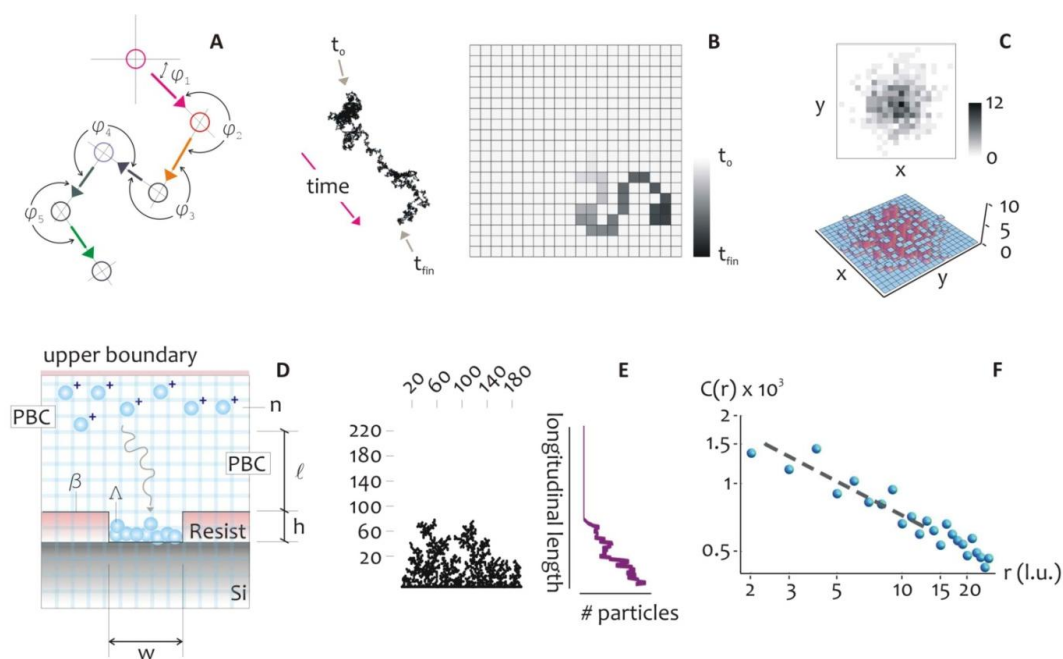 A
φ1
φ2
φ3
φ4
φ5
to
time
tfin
B
to
tfin
C
y
x
12
0
10
5
0
x
y
upper boundary
D
PBC
n
PBC
ℓ
β
Λ
h
Resist
Si
w
E
20 60 100 140 180
220
180
140
100
60
20
longitudinal length
# particles
F
C(r) x 10³
2
1.5
1
0.5
r (l.u.)
2 3 5 10 15 20
+ + + + + + +